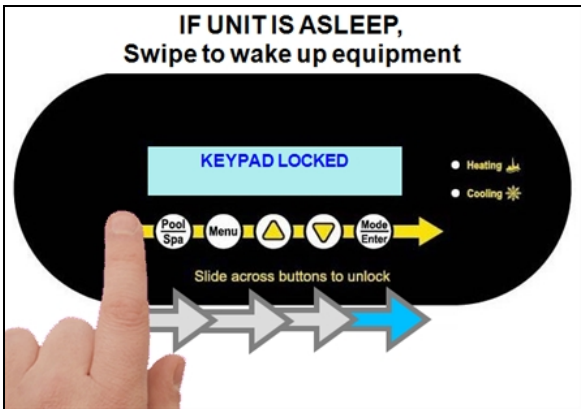 IF UNIT IS ASLEEP,
Swipe to wake up equipment
KEYPAD LOCKED
Heating
Cooling
Pool
Spa
Menu
Mode
Enter
Slide across buttons to unlock